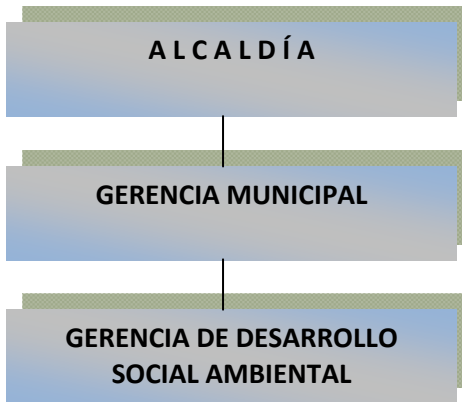 A L C A L D Í A
GERENCIA MUNICIPAL
GERENCIA DE DESARROLLO
SOCIAL AMBIENTAL